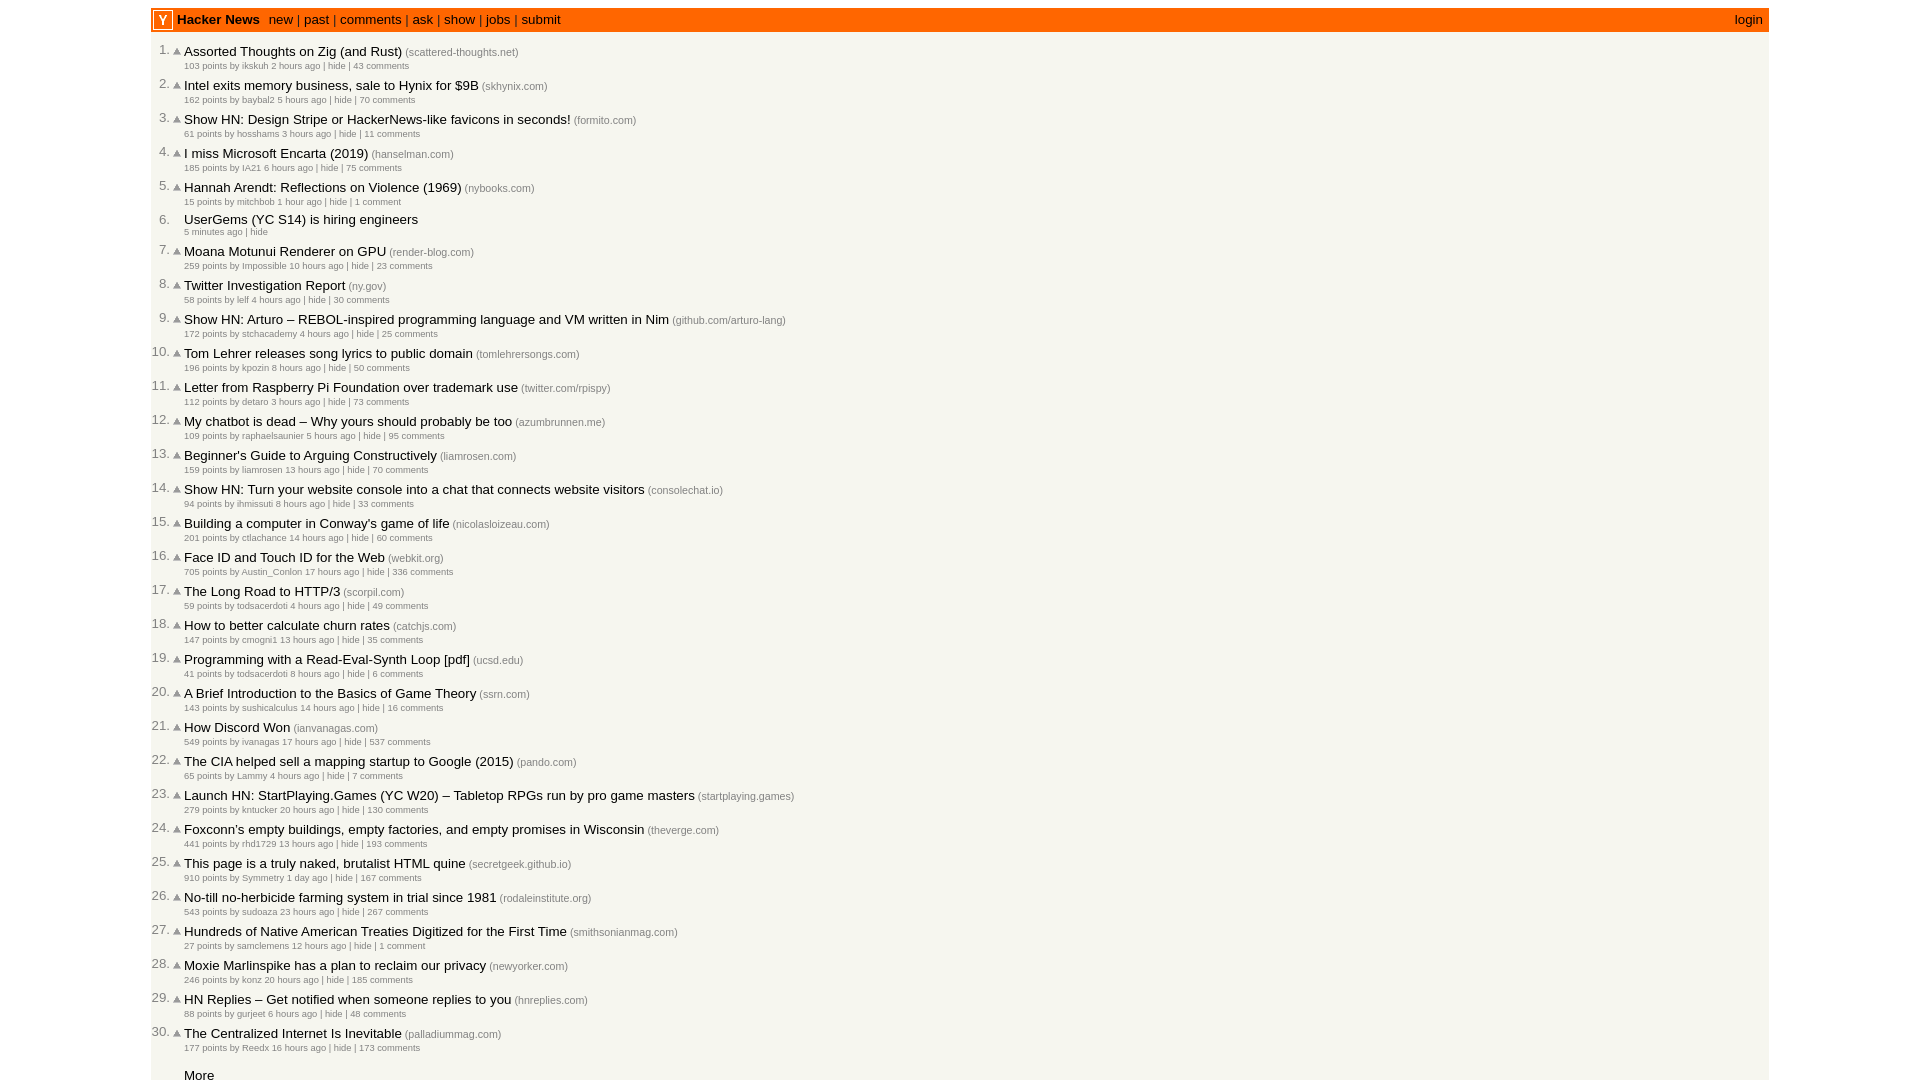 Y Hacker News new | past | comments | ask | show | jobs | submit login
1. Assorted Thoughts on Zig (and Rust) (scattered-thoughts.net)
103 points by ikskuh 2 hours ago | hide | 43 comments
2. Intel exits memory business, sale to Hynix for $9B (skhynix.com)
162 points by baybal2 5 hours ago | hide | 70 comments
3. Show HN: Design Stripe or HackerNews-like favicons in seconds! (formito.com)
61 points by hosshams 3 hours ago | hide | 11 comments
4. I miss Microsoft Encarta (2019) (hanselman.com)
185 points by IA21 6 hours ago | hide | 75 comments
5. Hannah Arendt: Reflections on Violence (1969) (nybooks.com)
15 points by mitchbob 1 hour ago | hide | 1 comment
6. UserGems (YC S14) is hiring engineers
5 minutes ago | hide
7. Moana Motunui Renderer on GPU (render-blog.com)
259 points by Impossible 10 hours ago | hide | 23 comments
8. Twitter Investigation Report (ny.gov)
58 points by lelf 4 hours ago | hide | 30 comments
9. Show HN: Arturo – REBOL-inspired programming language and VM written in Nim (github.com/arturo-lang)
172 points by stchacademy 4 hours ago | hide | 25 comments
10. Tom Lehrer releases song lyrics to public domain (tomlehrersongs.com)
196 points by kpozin 8 hours ago | hide | 50 comments
11. Letter from Raspberry Pi Foundation over trademark use (twitter.com/rpispy)
112 points by detaro 3 hours ago | hide | 73 comments
12. My chatbot is dead – Why yours should probably be too (azumbrunnen.me)
109 points by raphaelsaunier 5 hours ago | hide | 95 comments
13. Beginner's Guide to Arguing Constructively (liamrosen.com)
159 points by liamrosen 13 hours ago | hide | 70 comments
14. Show HN: Turn your website console into a chat that connects website visitors (consolechat.io)
94 points by ihmissuti 8 hours ago | hide | 33 comments
15. Building a computer in Conway's game of life (nicolasloizeau.com)
201 points by ctlachance 14 hours ago | hide | 60 comments
16. Face ID and Touch ID for the Web (webkit.org)
705 points by Austin_Conlon 17 hours ago | hide | 336 comments
17. The Long Road to HTTP/3 (scorpil.com)
59 points by todsacerdoti 4 hours ago | hide | 49 comments
18. How to better calculate churn rates (catchjs.com)
147 points by cmogni1 13 hours ago | hide | 35 comments
19. Programming with a Read-Eval-Synth Loop [pdf] (ucsd.edu)
41 points by todsacerdoti 8 hours ago | hide | 6 comments
20. A Brief Introduction to the Basics of Game Theory (ssrn.com)
143 points by sushicalculus 14 hours ago | hide | 16 comments
21. How Discord Won (ianvanagas.com)
549 points by ivanagas 17 hours ago | hide | 537 comments
22. The CIA helped sell a mapping startup to Google (2015) (pando.com)
65 points by Lammy 4 hours ago | hide | 7 comments
23. Launch HN: StartPlaying.Games (YC W20) – Tabletop RPGs run by pro game masters (startplaying.games)
279 points by kntucker 20 hours ago | hide | 130 comments
24. Foxconn's empty buildings, empty factories, and empty promises in Wisconsin (theverge.com)
441 points by rhd1729 13 hours ago | hide | 193 comments
25. This page is a truly naked, brutalist HTML quine (secretgeek.github.io)
910 points by Symmetry 1 day ago | hide | 167 comments
26. No-till no-herbicide farming system in trial since 1981 (rodaleinstitute.org)
543 points by sudoaza 23 hours ago | hide | 267 comments
27. Hundreds of Native American Treaties Digitized for the First Time (smithsonianmag.com)
27 points by samclemens 12 hours ago | hide | 1 comment
28. Moxie Marlinspike has a plan to reclaim our privacy (newyorker.com)
246 points by konz 20 hours ago | hide | 185 comments
29. HN Replies – Get notified when someone replies to you (hnreplies.com)
88 points by gurjeet 6 hours ago | hide | 48 comments
30. The Centralized Internet Is Inevitable (palladiummag.com)
177 points by Reedx 16 hours ago | hide | 173 comments
More